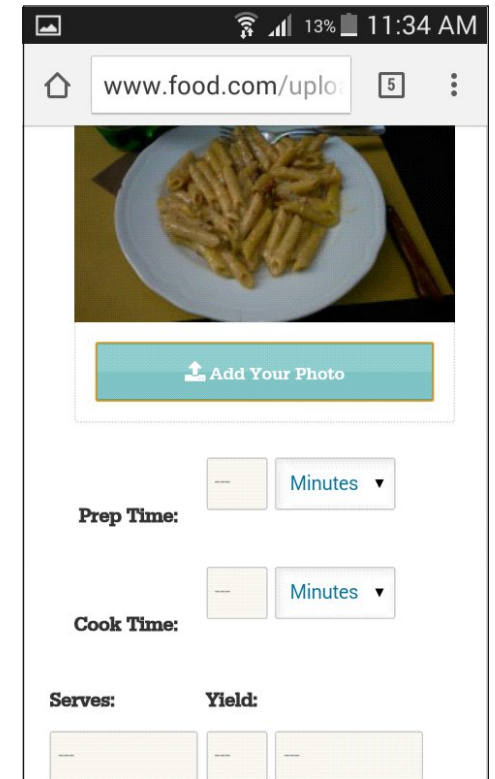 13% 11:34 AM
www.food.com/uploa 5
Add Your Photo
--- Minutes
Prep Time:
--- Minutes
Cook Time:
Serves: Yield:
--- --- ---